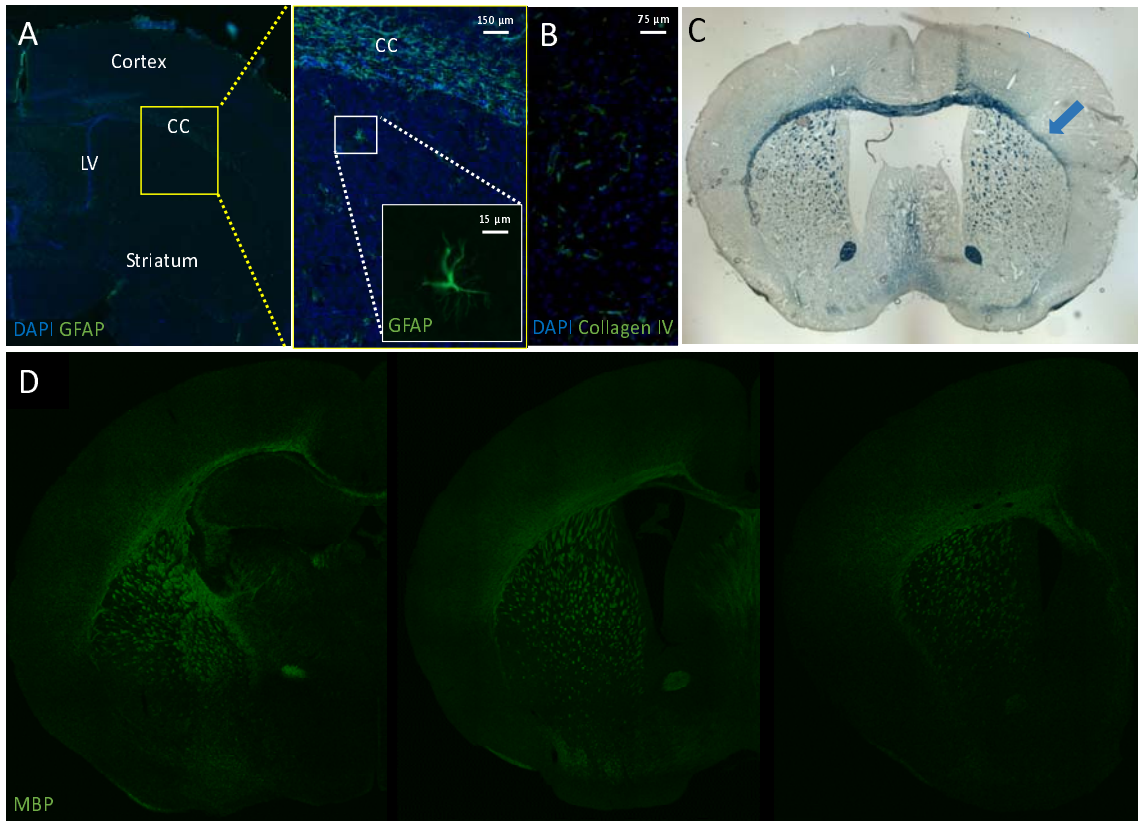 A
Cortex
CC
LV
Striatum
DAPI GFAP
150 µm
CC
15 µm
GFAP
B
75 µm
DAPI Collagen IV
C
D
MBP